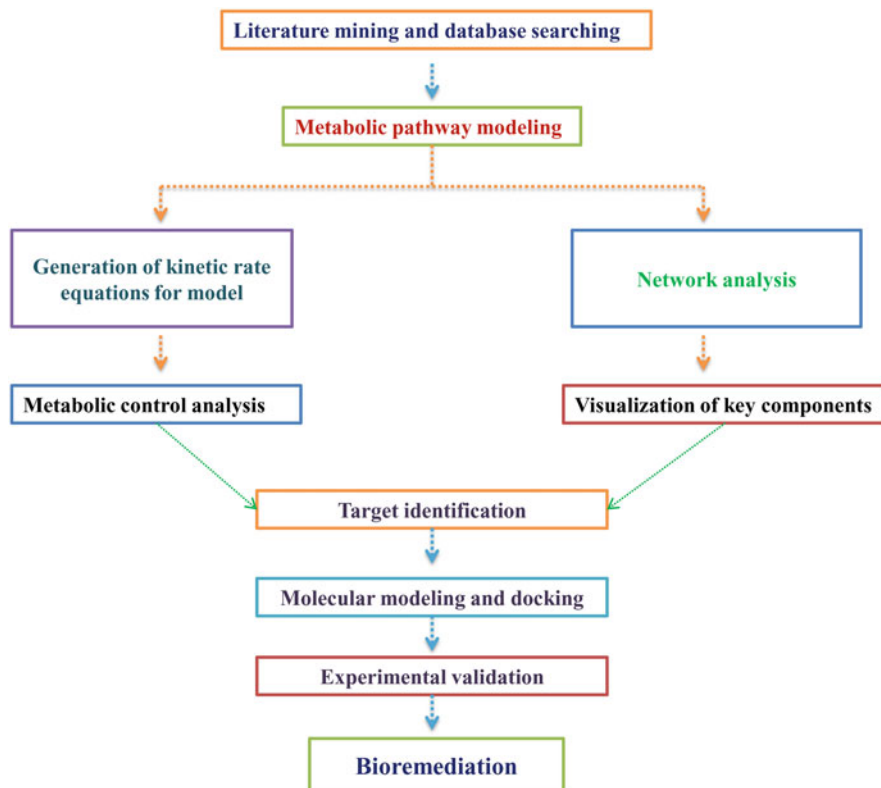 Literature mining and database searching
Metabolic pathway modeling
Generation of kinetic rate
equations for model
Network analysis
Metabolic control analysis
Visualization of key components
Target identification
Molecular modeling and docking
Experimental validation
Bioremediation